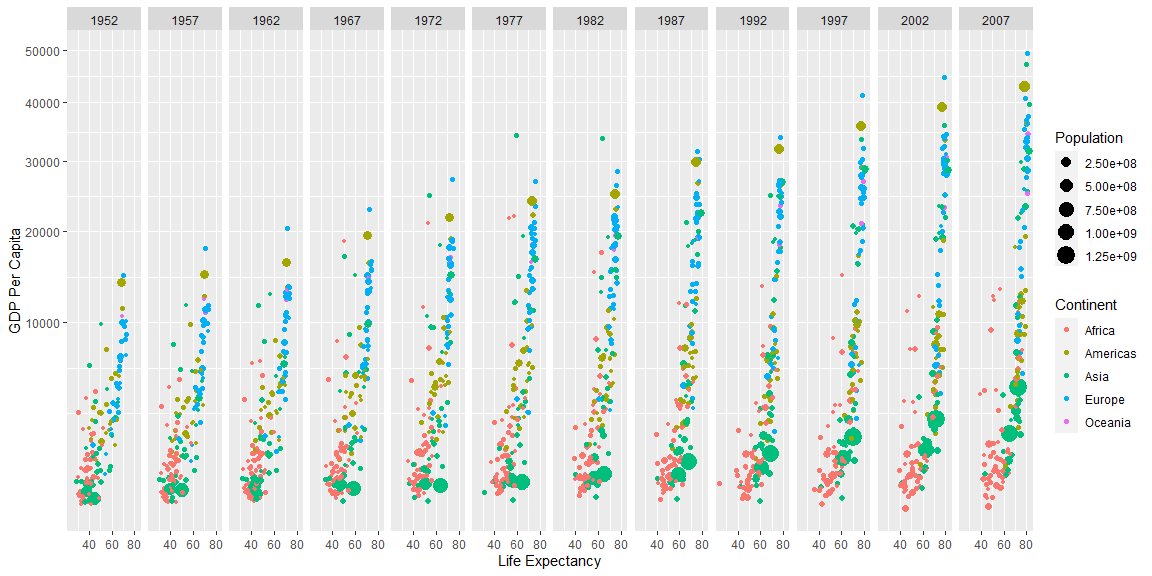 1952 1957 1962 1967 1972 1977 1982 1987 1992 1997 2002 2007
50000
40000
30000
20000
10000
GDP Per Capita
40 60 80 40 60 80 40 60 80 40 60 80 40 60 80 40 60 80 40 60 80 40 60 80 40 60 80 40 60 80 40 60 80 40 60 80
Life Expectancy
Population
2.50e+08
5.00e+08
7.50e+08
1.00e+09
1.25e+09
Continent
Africa
Americas
Asia
Europe
Oceania